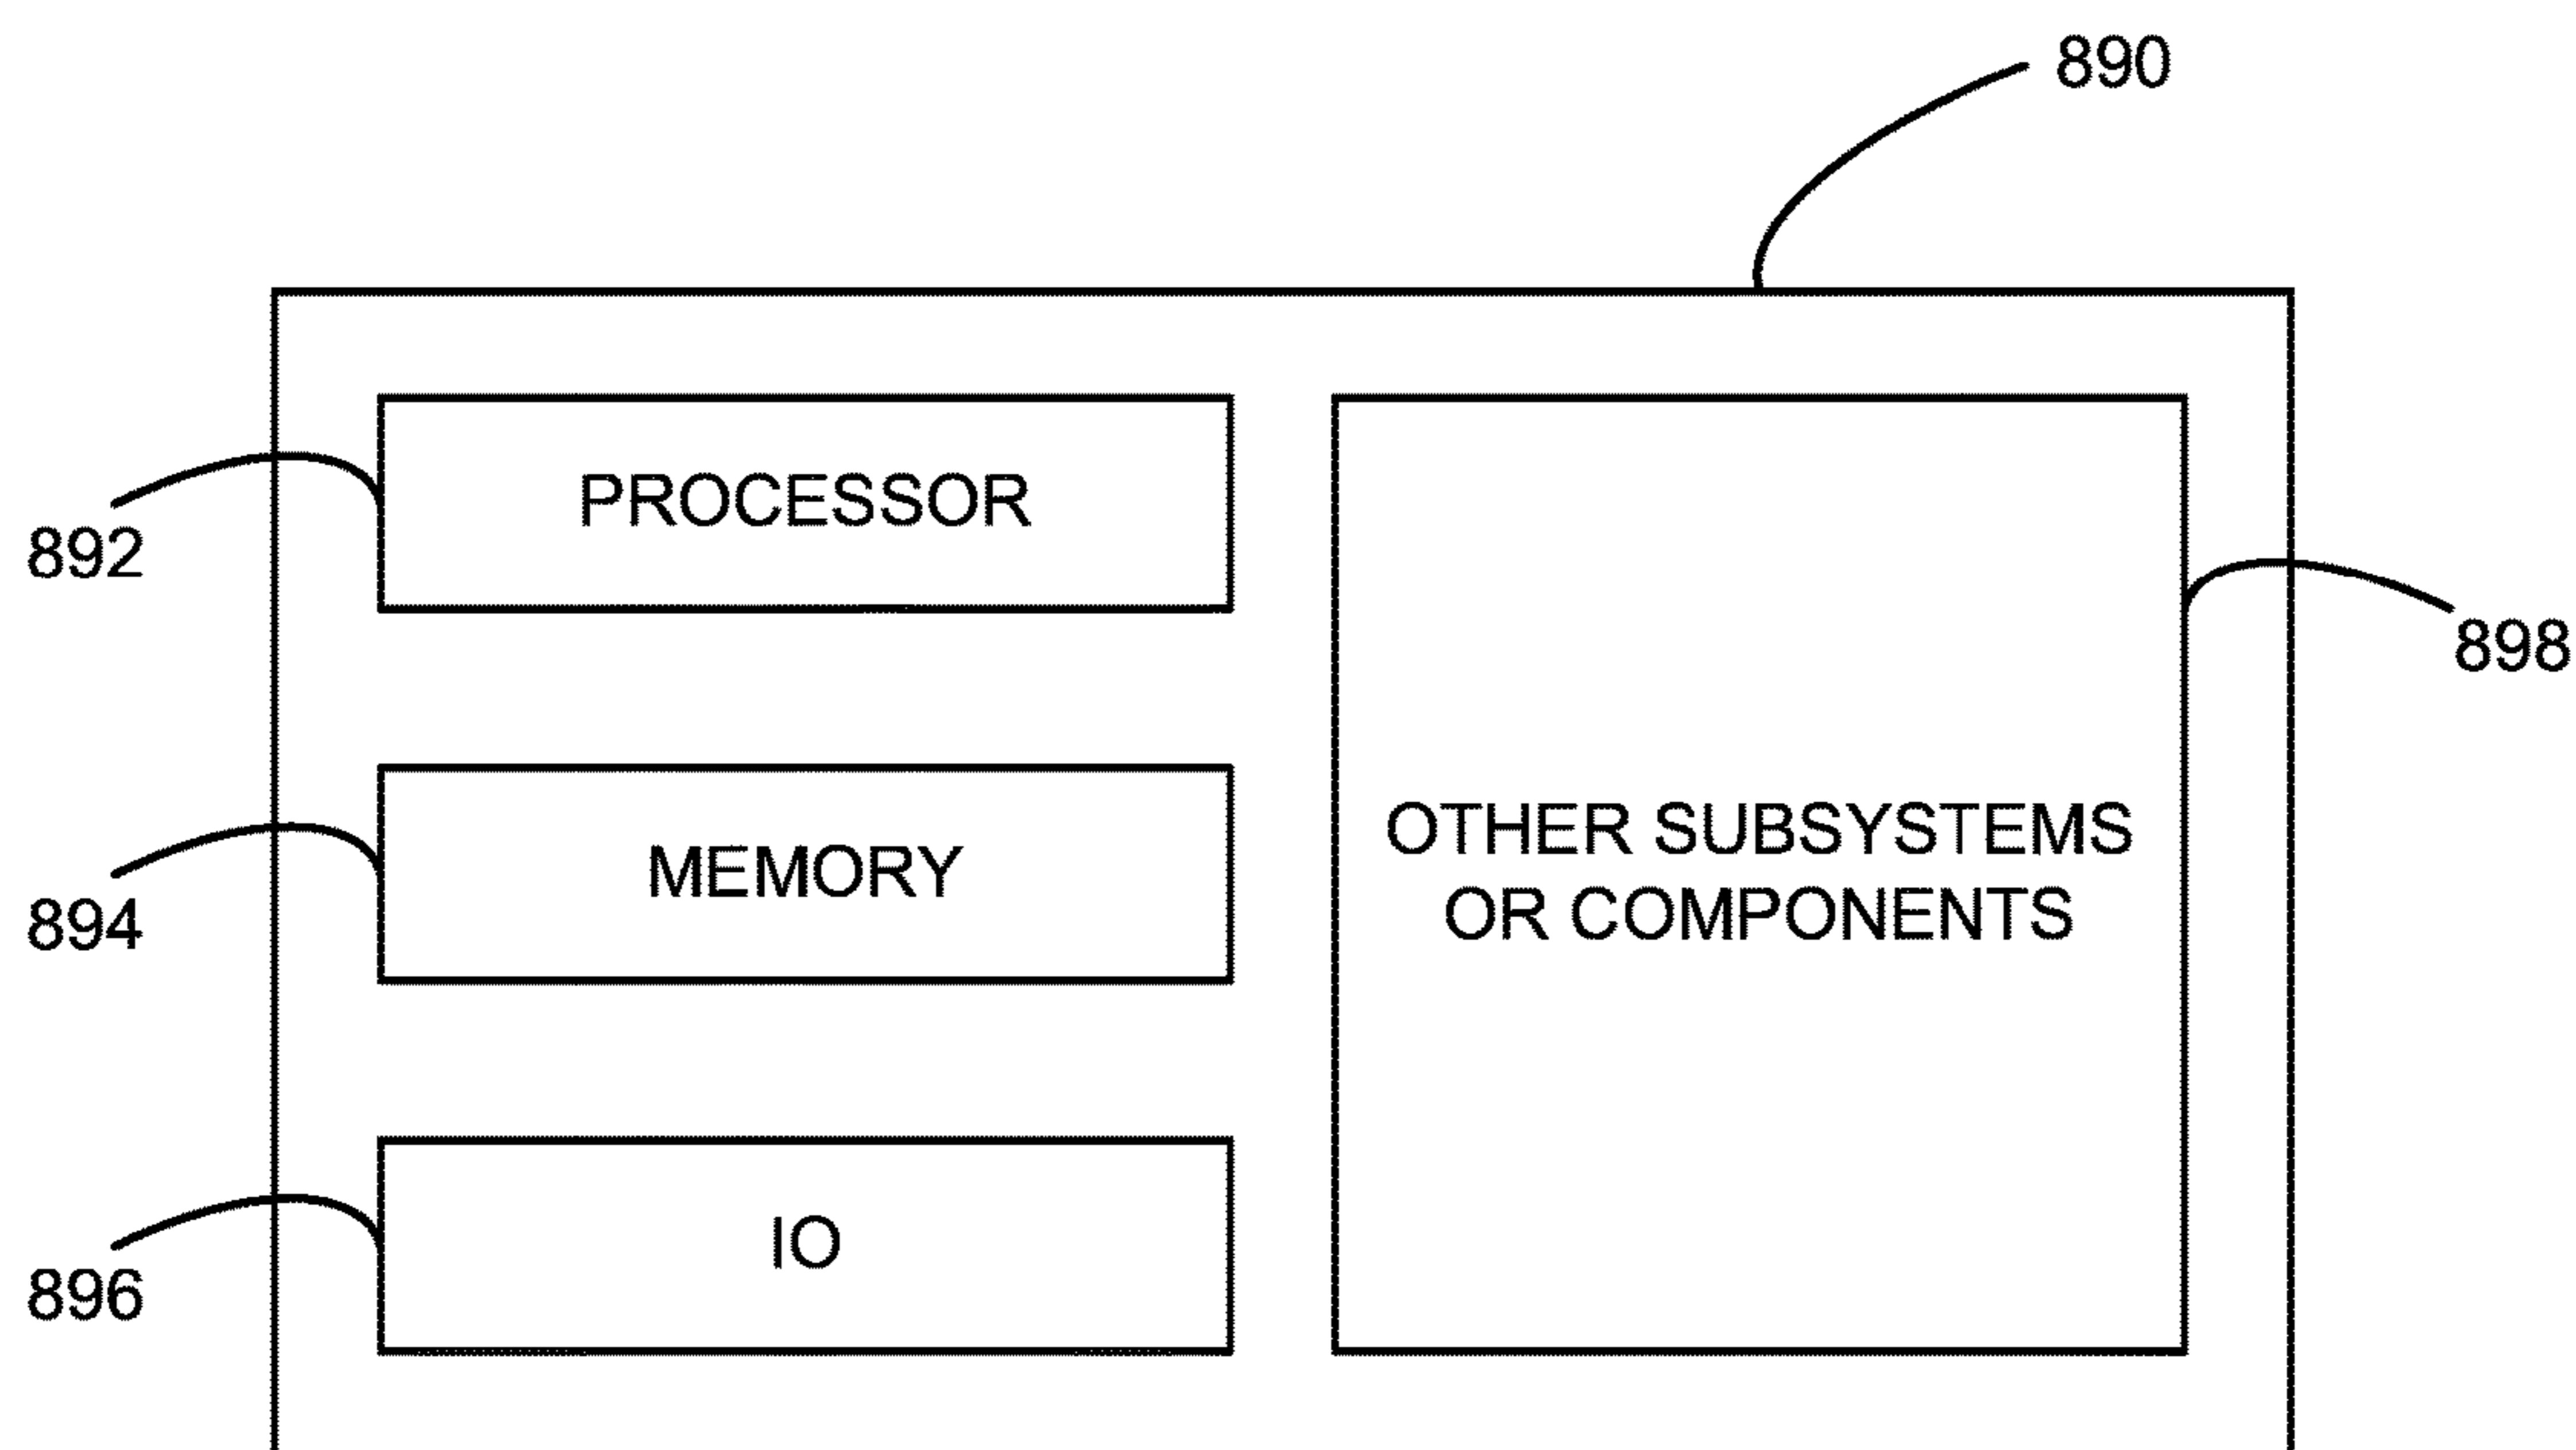 890
PROCESSOR
892
898
MEMORY
OTHER SUBSYSTEMS
OR COMPONENTS
894
IO
896